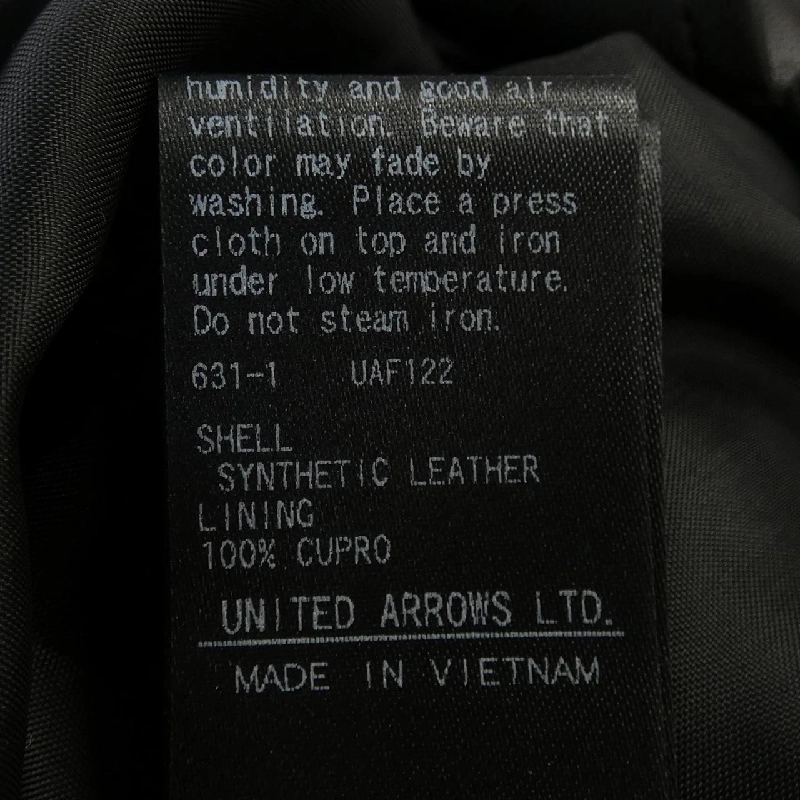 humidity and good air
ventilation. Beware that
color may fade by
washing. Place a press
cloth on top and iron
under low temperature.
Do not steam iron.
631-1 UAF122
SHELL
SYNTHETIC LEATHER
LINING
100% CUPRO
UNITED ARROWS LTD.
MADE IN VIETNAM